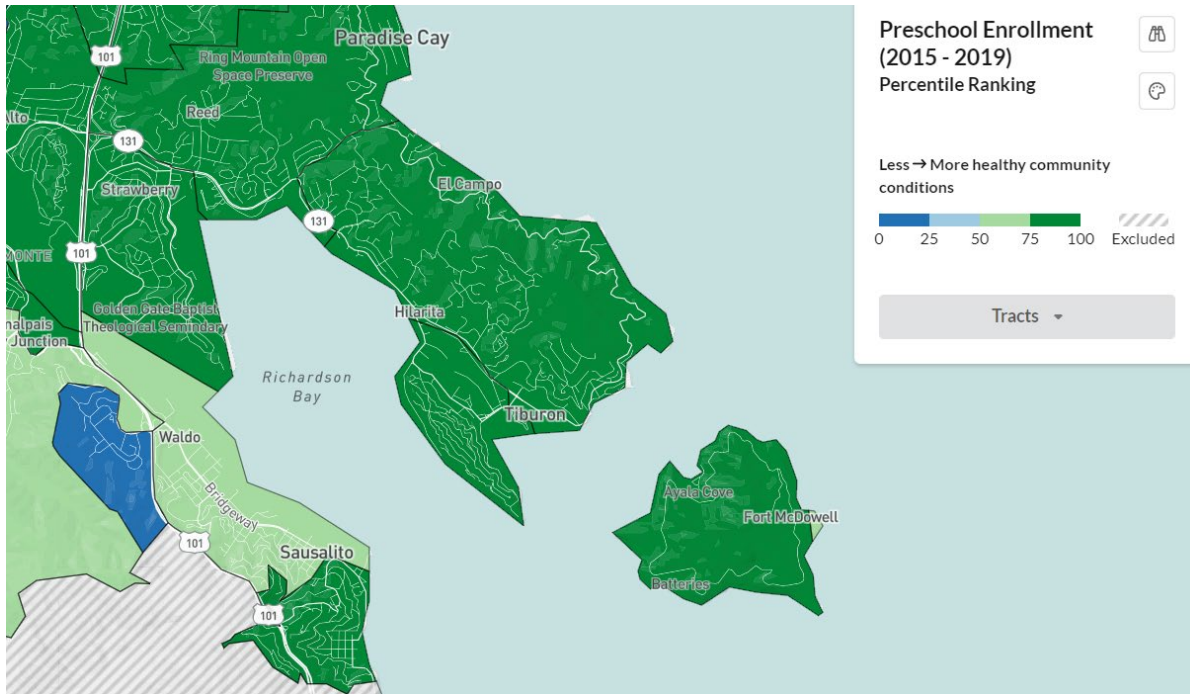 Paradise Cay
101
Ring Mountain Open
Space Preserve
Reed
Alto
131
Strawberry
El Campo
131
101
MONTE
Golden Gate Baptist
Theological Seminary
nalpais
Junction
Hilarita
Richardson
Bay
Tiburon
Waldo
Bridgeway
Ayala Cove
Fort McDowell
101
Sausalito
Batteries
101
Preschool Enrollment
(2015 - 2019)
Percentile Ranking
Less → More healthy community
conditions
0 25 50 75 100 Excluded
Tracts